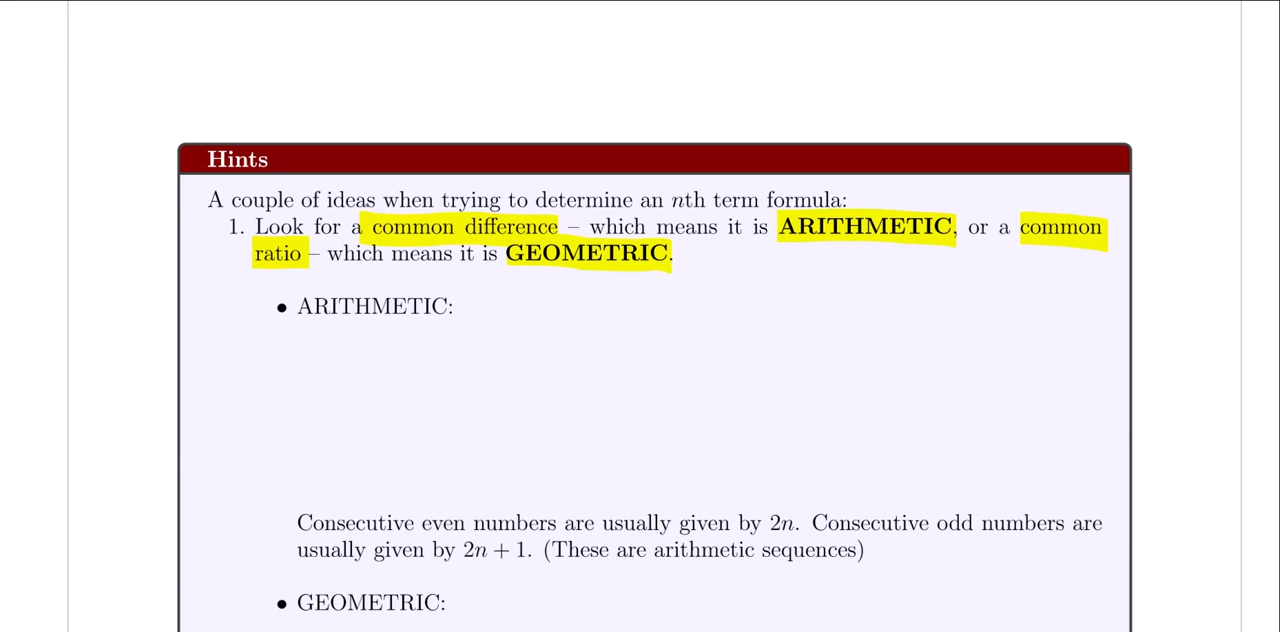 Hints
A couple of ideas when trying to determine an nth term formula:
1. Look for a common difference – which means it is ARITHMETIC, or a common
ratio – which means it is GEOMETRIC.
• ARITHMETIC:
Consecutive even numbers are usually given by 2n. Consecutive odd numbers are
usually given by 2n + 1. (These are arithmetic sequences)
• GEOMETRIC: